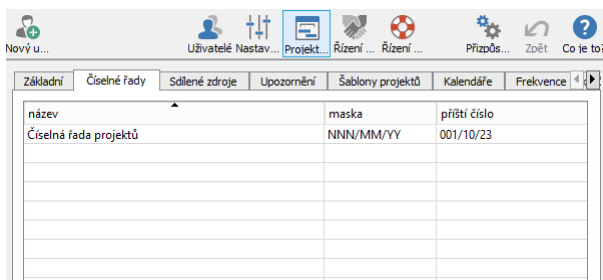 Nový u... Uživatelé Nastav... Projekt... Řízení ... Řízení ... Přizpůs... Zpět Co je to?
Základní Číselné řady Sdílené zdroje Upozornění Šablony projektů Kalendáře Frekvence
název maska příští číslo
Číselná řada projektů NNN/MM/YY 001/10/23